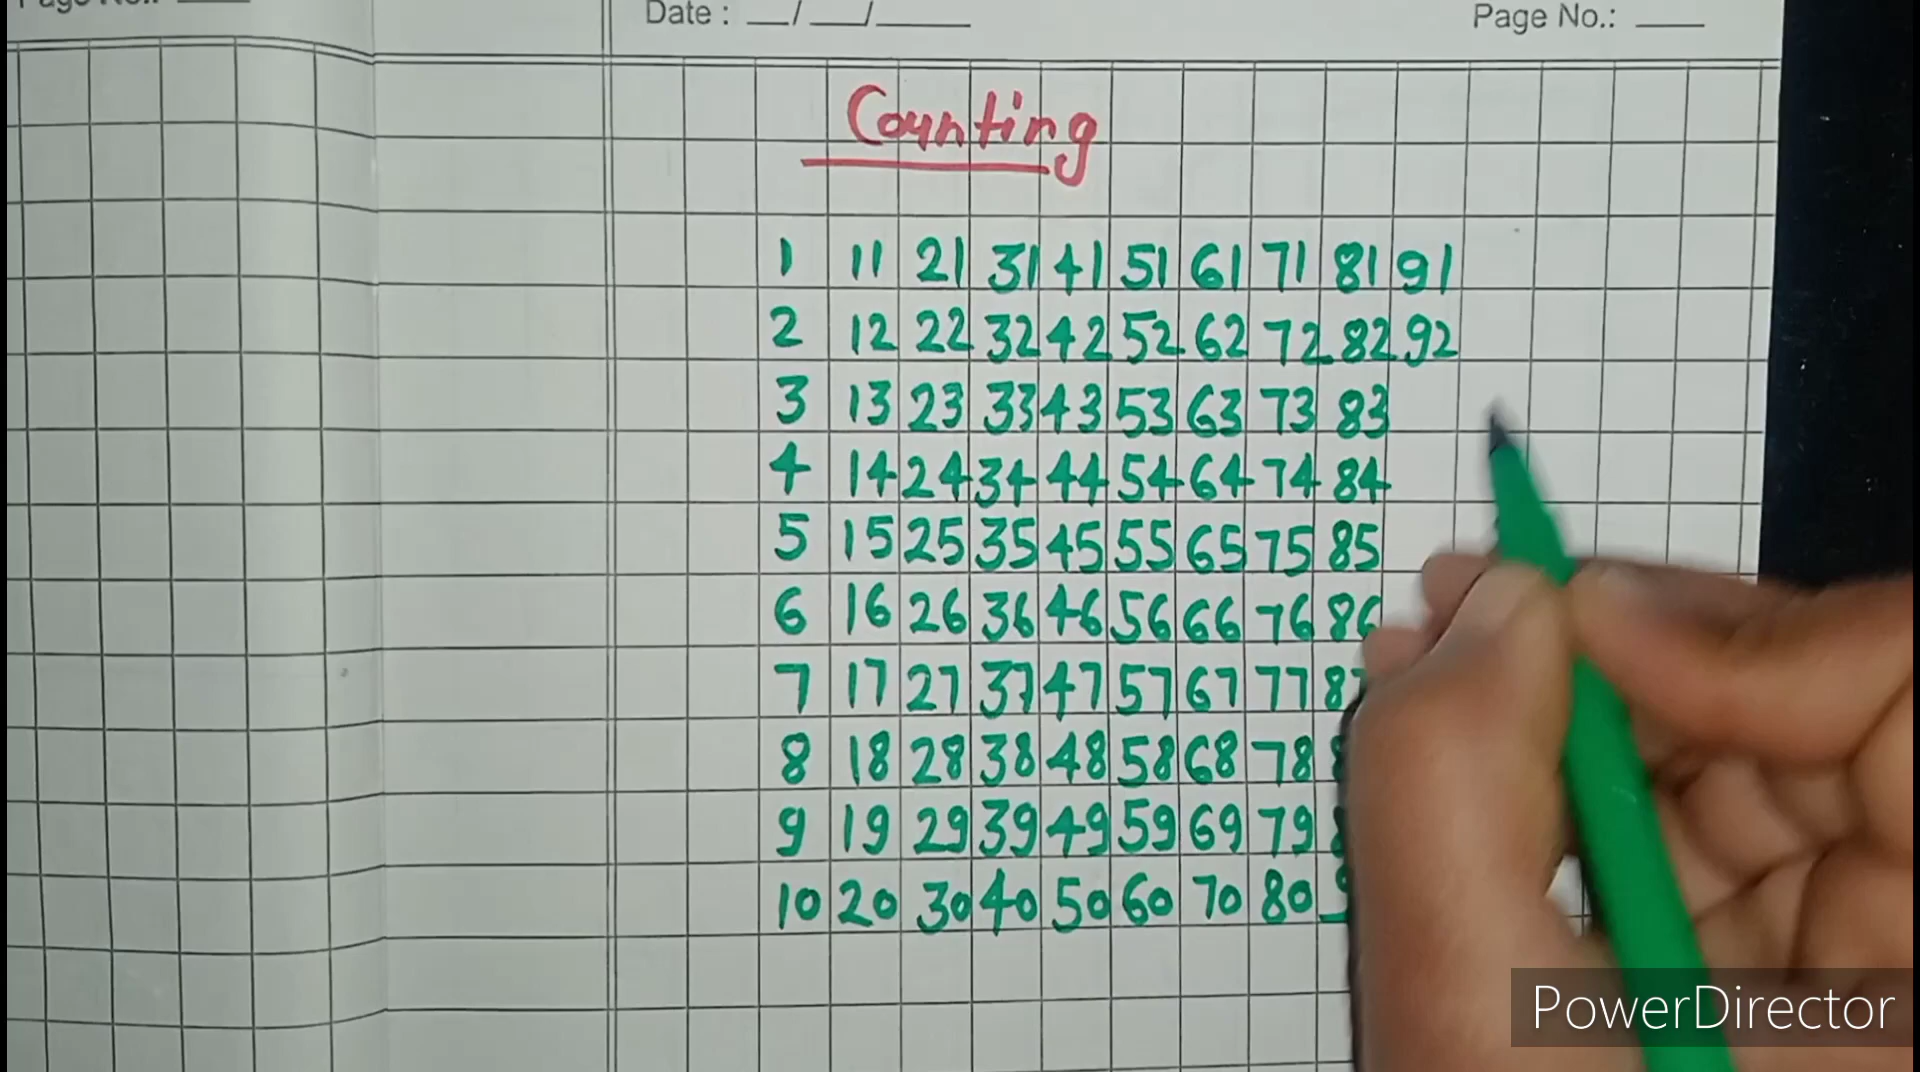 Date : __/__/____ Page No.: ___
Counting
1 11 21 31 41 51 61 71 81 91
2 12 22 32 42 52 62 72 82 92
3 13 23 33 43 53 63 73 83
4 14 24 34 44 54 64 74 84
5 15 25 35 45 55 65 75 85
6 16 26 36 46 56 66 76 86
7 17 27 37 47 57 67 77
8 18 28 38 48 58 68 78
9 19 29 39 49 59 69 79
10 20 30 40 50 60 70 80
PowerDirector